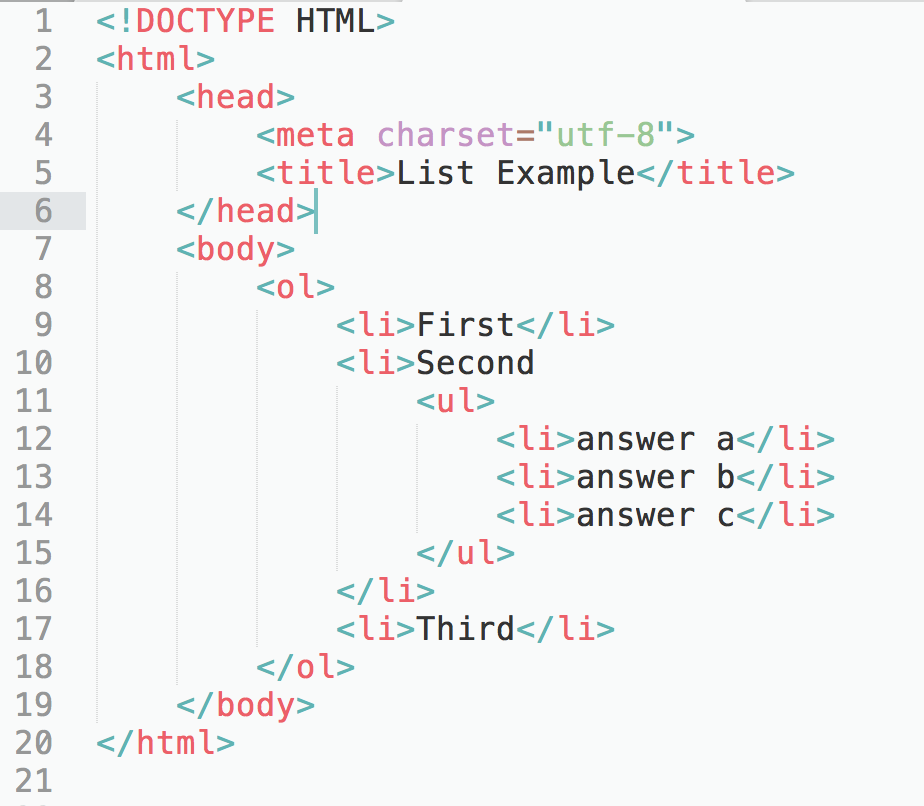 1 <!DOCTYPE HTML>
2 <html>
3     <head>
4         <meta charset="utf-8">
5         <title>List Example</title>
6     </head>
7     <body>
8         <ol>
9             <li>First</li>
10             <li>Second
11                 <ul>
12                     <li>answer a</li>
13                     <li>answer b</li>
14                     <li>answer c</li>
15                 </ul>
16             </li>
17             <li>Third</li>
18         </ol>
19     </body>
20 </html>
21